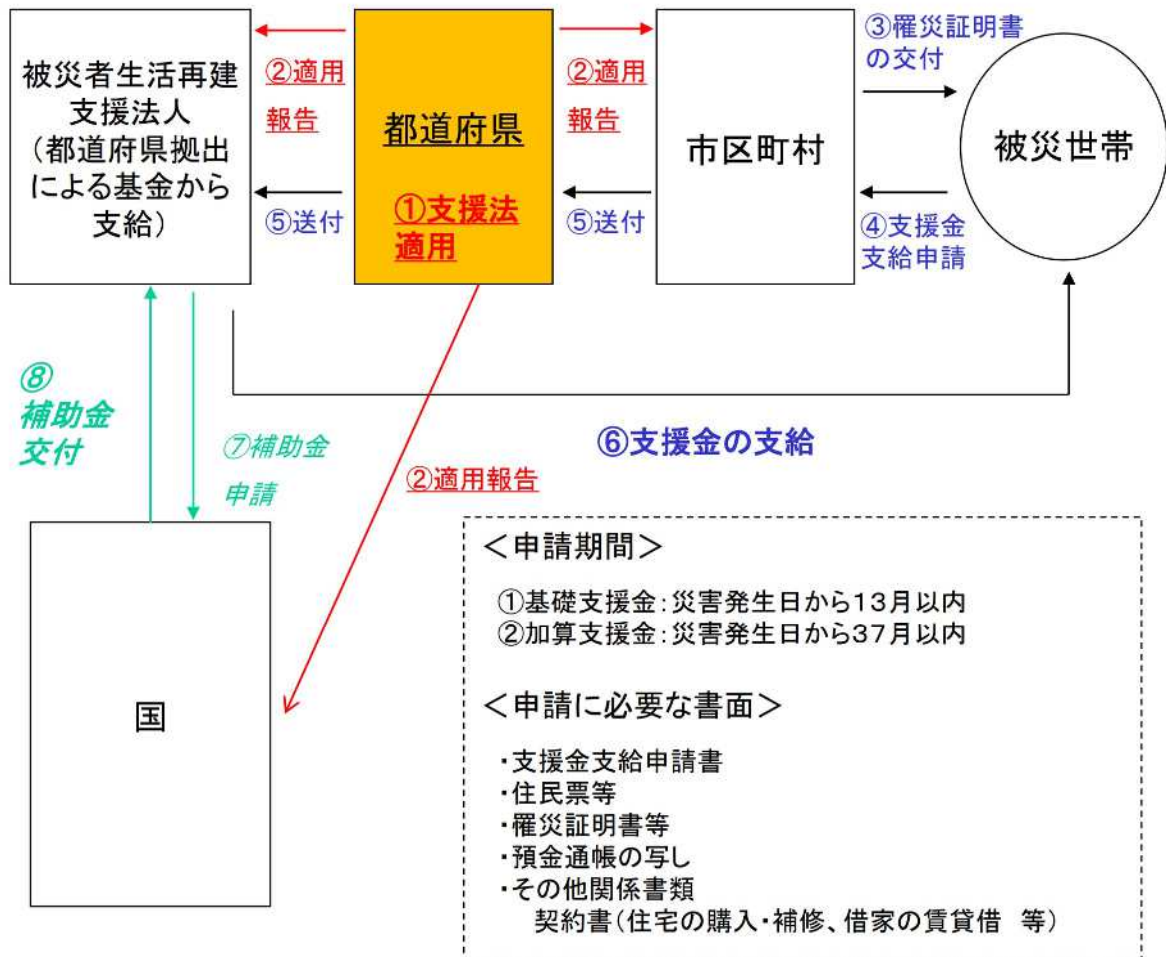 被災者生活再建
支援法人
(都道府県拠出
による基金から
支給)
②適用
報告
⑤送付
都道府県
①支援法
適用
②適用
報告
⑤送付
市区町村
③罹災証明書
の交付
④支援金
支給申請
被災世帯
⑧
補助金
交付
⑦補助金
申請
②適用報告
⑥支援金の支給
国
<申請期間>
①基礎支援金:災害発生日から13月以内
②加算支援金:災害発生日から37月以内
<申請に必要な書面>
・支援金支給申請書
・住民票等
・罹災証明書等
・預金通帳の写し
・その他関係書類
契約書(住宅の購入・補修、借家の賃貸借 等)